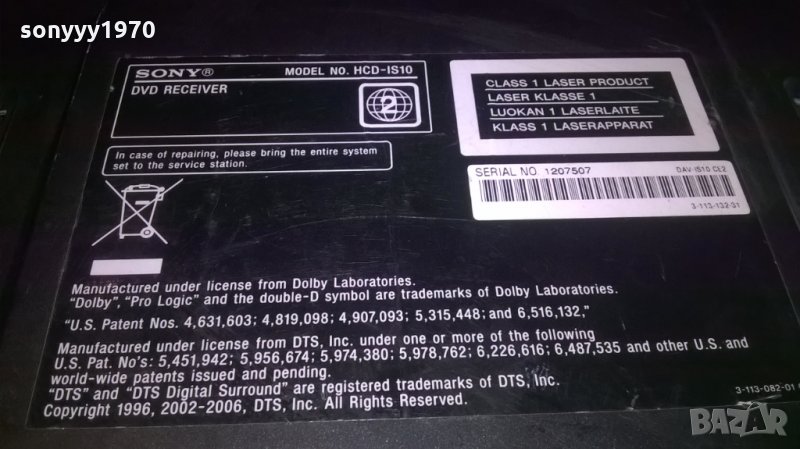 sonyyy1970
SONY® MODEL NO. HCD-IS10
DVD RECEIVER
2
CLASS 1 LASER PRODUCT
LASER KLASSE 1
LUOKAN 1 LASERLAITE
KLASS 1 LASERAPPARAT
In case of repairing, please bring the entire system
set to the service station.
SERIAL NO. 1207507 DAV-IS10 CE2
3-113-132-31
Manufactured under license from Dolby Laboratories.
"Dolby", "Pro Logic" and the double-D symbol are trademarks of Dolby Laboratories.
"U.S. Patent Nos. 4,631,603; 4,819,098; 4,907,093; 5,315,448; and 6,516,132,"
Manufactured under license from DTS, Inc. under one or more of the following
U.S. Pat. No's: 5,451,942; 5,956,674; 5,974,380; 5,978,762; 6,226,616; 6,487,535 and other U.S. and
world-wide patents issued and pending.
"DTS" and "DTS Digital Surround" are registered trademarks of DTS, Inc.
Copyright 1996, 2002-2006, DTS, Inc. All Rights Reserved.
3-113-082-01
BAZAR